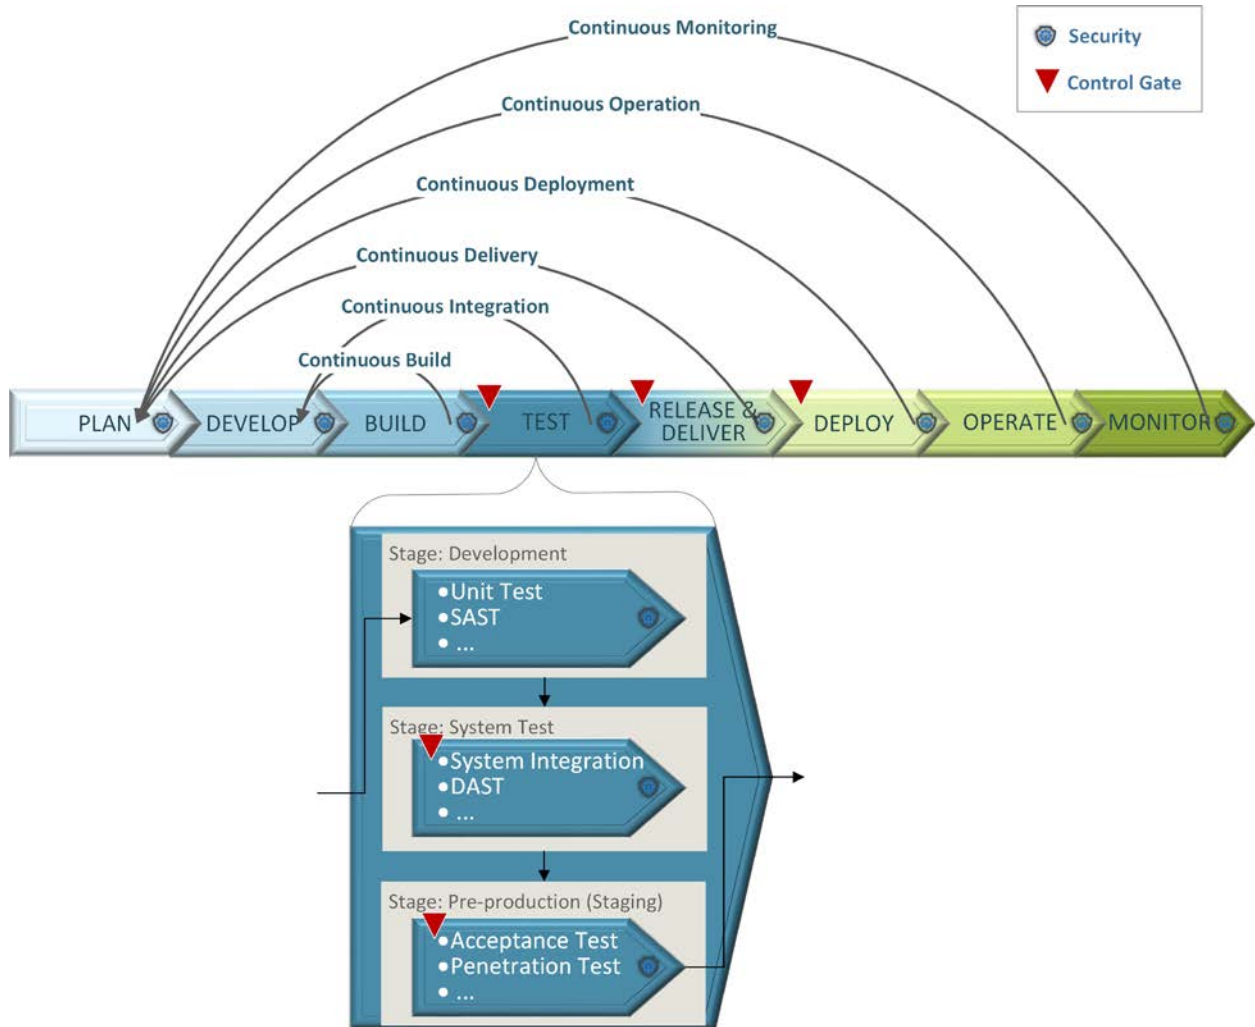 Continuous Monitoring
Security
Control Gate
Continuous Operation
Continuous Deployment
Continuous Delivery
Continuous Integration
Continuous Build
PLAN
DEVELOP
BUILD
TEST
RELEASE &
DELIVER
DEPLOY
OPERATE
MONITOR
Stage: Development
•Unit Test
•SAST
• ...
Stage: System Test
•System Integration
•DAST
• ...
Stage: Pre-production (Staging)
•Acceptance Test
•Penetration Test
• ...